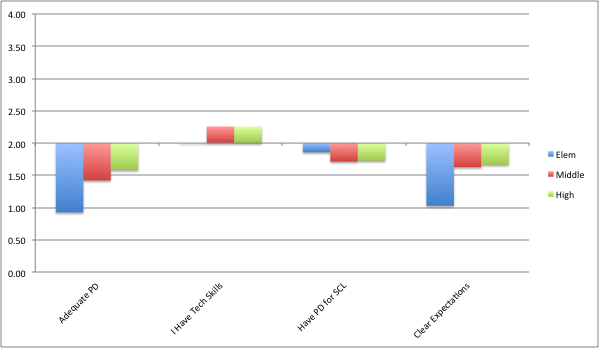 4.00
3.50
3.00
2.50
2.00
1.50
1.00
0.50
0.00
Adequate PD
I Have Tech Skills
Have PD for SCL
Clear Expectations
Elem
Middle
High